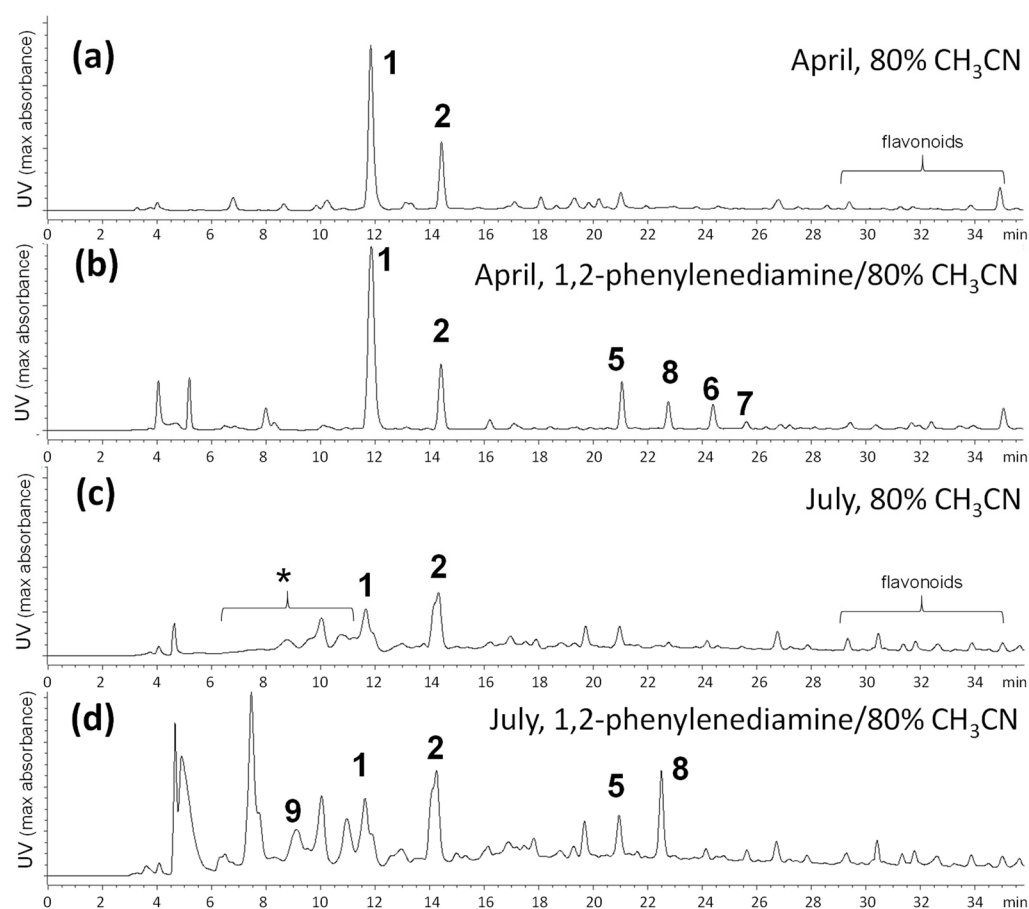 (a)
April, 80% CH₃CN
UV (max absorbance)
1
2
flavonoids
0 2 4 6 8 10 12 14 16 18 20 22 24 26 28 30 32 34 min
(b)
April, 1,2-phenylenediamine/80% CH₃CN
UV (max absorbance)
1
2
5
8
6
7
0 2 4 6 8 10 12 14 16 18 20 22 24 26 28 30 32 34 min
(c)
July, 80% CH₃CN
UV (max absorbance)
*
1
2
flavonoids
0 2 4 6 8 10 12 14 16 18 20 22 24 26 28 30 32 34 min
(d)
July, 1,2-phenylenediamine/80% CH₃CN
UV (max absorbance)
9
1
2
5
8
0 2 4 6 8 10 12 14 16 18 20 22 24 26 28 30 32 34 min